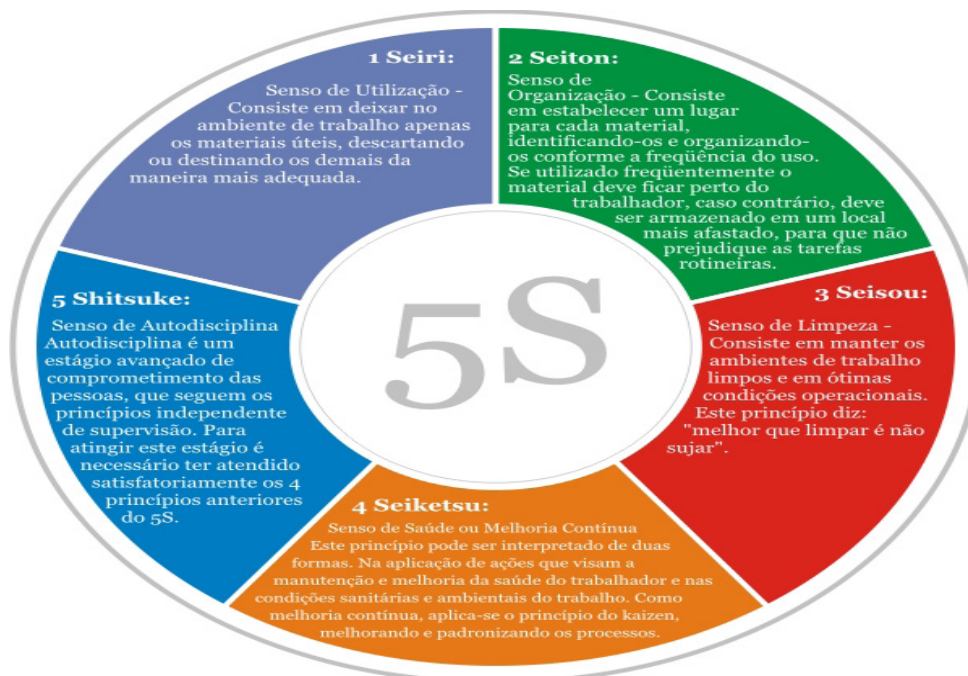 1 Seiri:
Senso de Utilização -
Consiste em deixar no
ambiente de trabalho apenas
os materiais úteis, descartando
ou destinando os demais da
maneira mais adequada.
2 Seiton:
Senso de
Organização - Consiste
em estabelecer um lugar
para cada material,
identificando-os e organizando-
os conforme a freqüência do uso.
Se utilizado freqüentemente o
material deve ficar perto do
trabalhador, caso contrário, deve
ser armazenado em um local
mais afastado, para que não
prejudique as tarefas
rotineiras.
3 Seisou:
Senso de Limpeza -
Consiste em manter os
ambientes de trabalho
limpos e em ótimas
condições operacionais.
Este princípio diz:
"melhor que limpar é não
sujar".
4 Seiketsu:
Senso de Saúde ou Melhoria Contínua
Este princípio pode ser interpretado de duas
formas. Na aplicação de ações que visam a
manutenção e melhoria da saúde do trabalhador e nas
condições sanitárias e ambientais do trabalho. Como
melhoria contínua, aplica-se o princípio do kaizen,
melhorando e padronizando os processos.
5 Shitsuke:
Senso de Autodisciplina
Autodisciplina é um
estágio avançado de
comprometimento das
pessoas, que seguem os
princípios independente
de supervisão. Para
atingir este estágio é
necessário ter atendido
satisfatoriamente os 4
princípios anteriores
do 5S.
5S